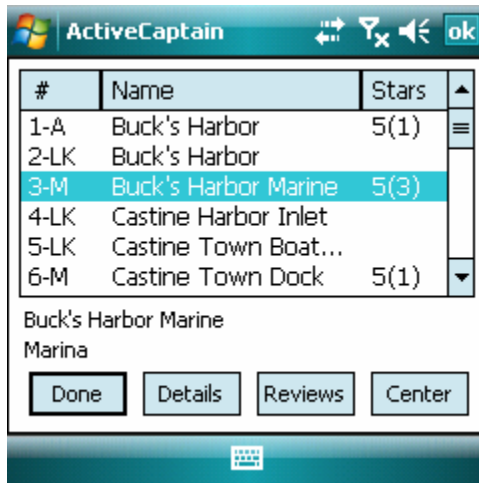 ActiveCaptain ok
# Name Stars
1-A Buck's Harbor 5(1)
2-LK Buck's Harbor
3-M Buck's Harbor Marine 5(3)
4-LK Castine Harbor Inlet
5-LK Castine Town Boat...
6-M Castine Town Dock 5(1)
Buck's Harbor Marine
Marina
Done Details Reviews Center